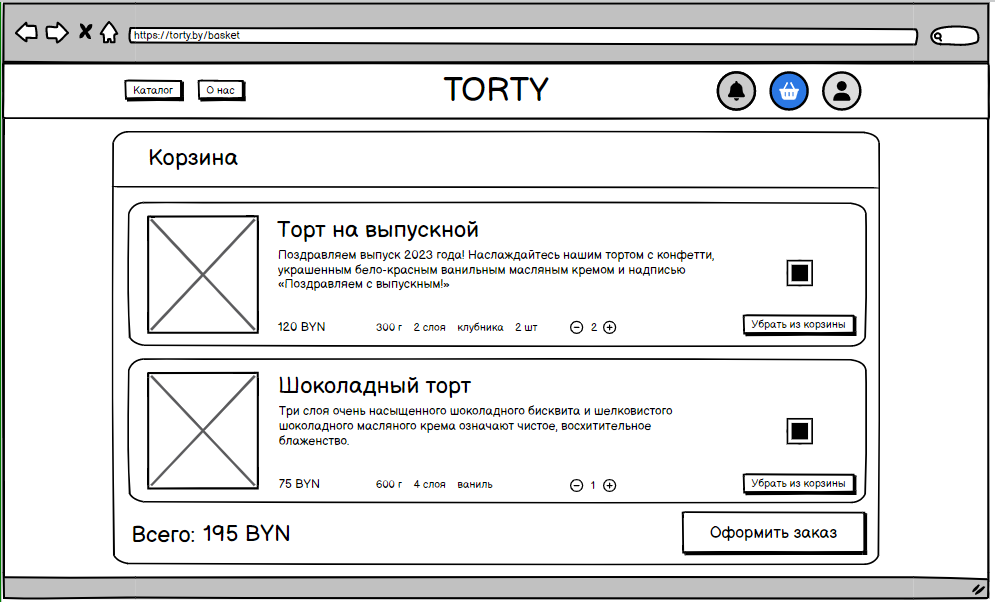 https://torty.by/basket
Каталог О нас TORTY
Корзина
Торт на выпускной
Поздравляем выпуск 2023 года! Наслаждайтесь нашим тортом с конфетти,
украшенным бело-красным ванильным масляным кремом и надписью
«Поздравляем с выпускным!»
120 BYN 300 г 2 слоя клубника 2 шт 2 Убрать из корзины
Шоколадный торт
Три слоя очень насыщенного шоколадного бисквита и шелковистого
шоколадного масляного крема означают чистое, восхитительное
блаженство.
75 BYN 600 г 4 слоя ваниль 1 Убрать из корзины
Всего: 195 BYN Оформить заказ